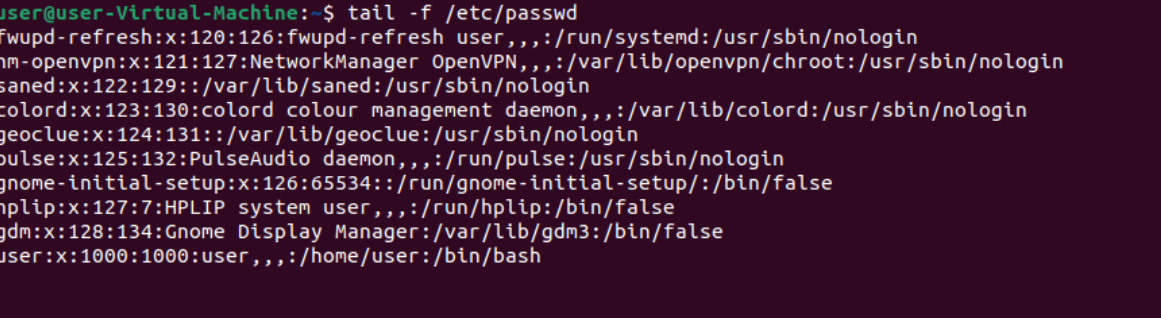 user@user-Virtual-Machine:~$ tail -f /etc/passwd
fwupd-refresh:x:120:126:fwupd-refresh user,,,:/run/systemd:/usr/sbin/nologin
nm-openvpn:x:121:127:NetworkManager OpenVPN,,,:/var/lib/openvpn/chroot:/usr/sbin/nologin
saned:x:122:129::/var/lib/saned:/usr/sbin/nologin
colord:x:123:130:colord colour management daemon,,,:/var/lib/colord:/usr/sbin/nologin
geoclue:x:124:131::/var/lib/geoclue:/usr/sbin/nologin
pulse:x:125:132:PulseAudio daemon,,,:/run/pulse:/usr/sbin/nologin
gnome-initial-setup:x:126:65534::/run/gnome-initial-setup/:/bin/false
hplip:x:127:7:HPLIP system user,,,:/run/hplip:/bin/false
gdm:x:128:134:Gnome Display Manager:/var/lib/gdm3:/bin/false
user:x:1000:1000:user,,,:/home/user:/bin/bash